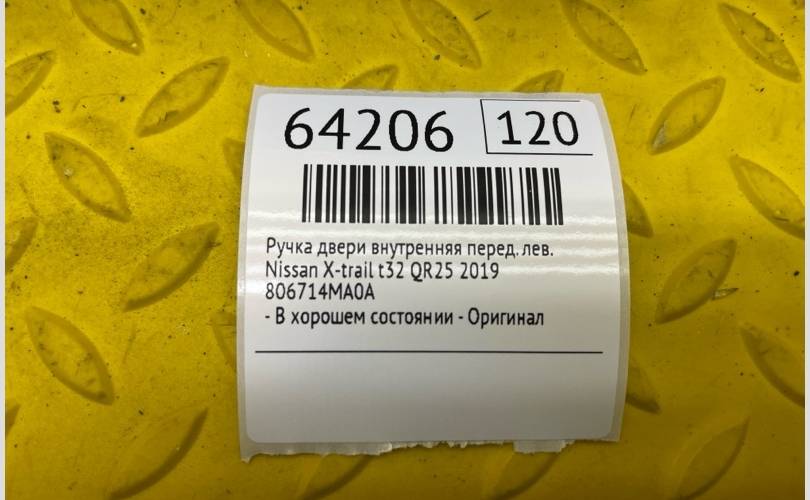 64206 120
Ручка двери внутренняя перед. лев.
Nissan X-trail t32 QR25 2019
806714MA0A
- В хорошем состоянии - Оригинал